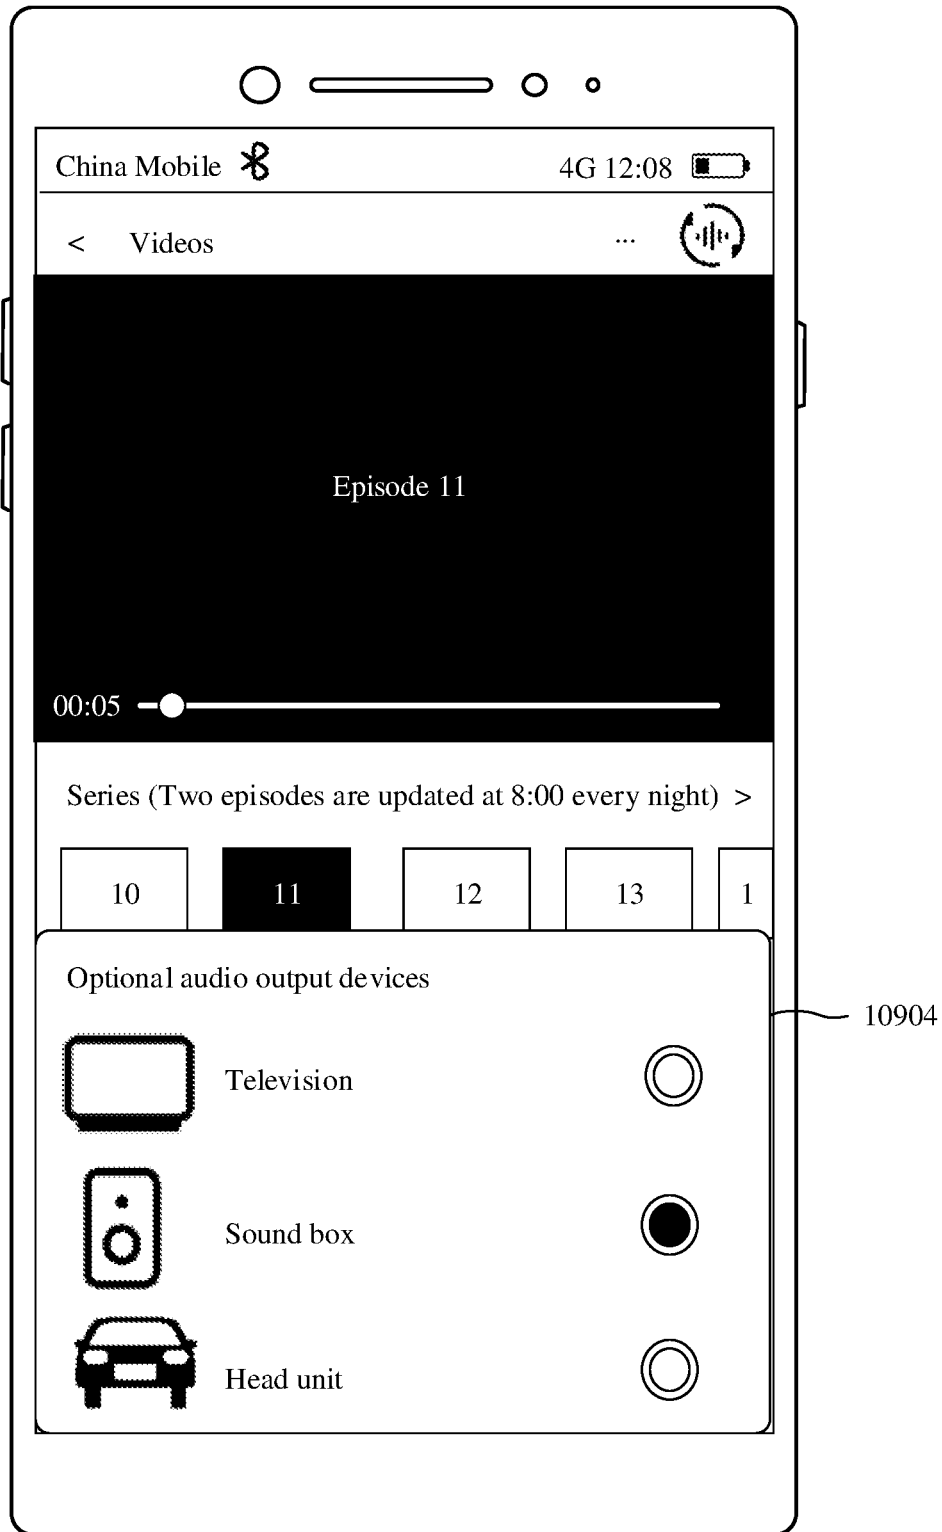 China Mobile 4G 12:08
< Videos ...
Episode 11
00:05
Series (Two episodes are updated at 8:00 every night) >
10 11 12 13 1
Optional audio output devices
10904
Television
Sound box
Head unit